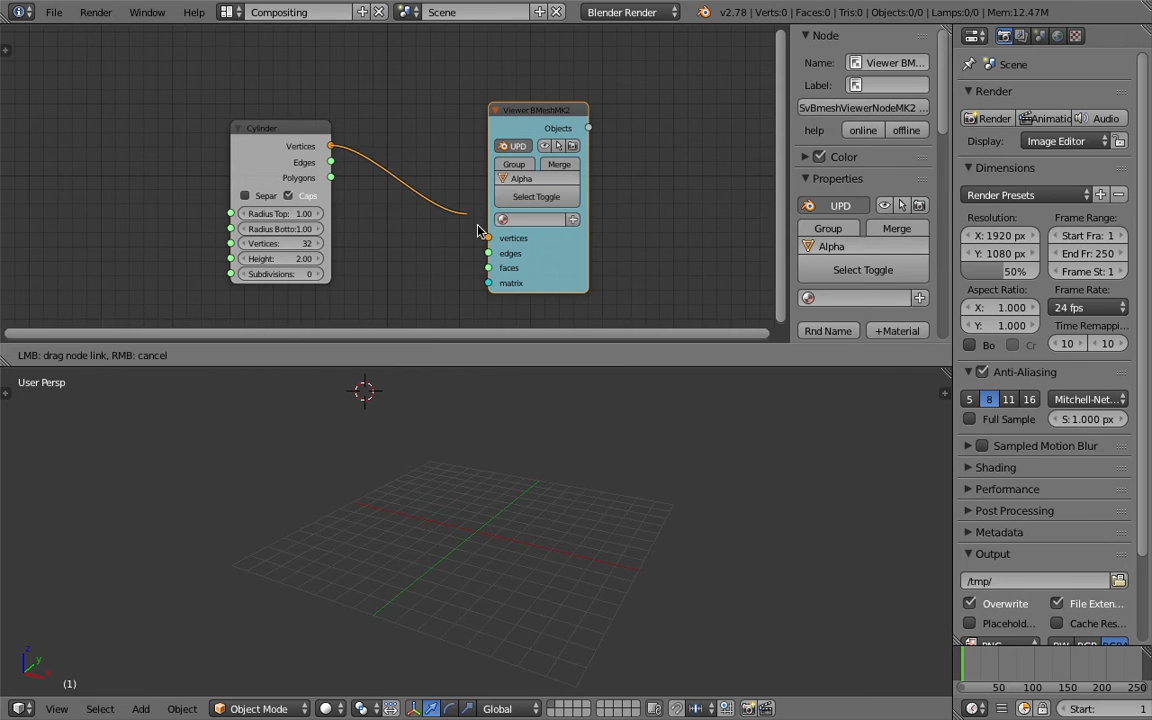 File Render Window Help Compositing Scene Blender Render v2.78 | Verts:0 | Faces:0 | Tris:0 | Objects:0/0 | Lamps:0/0 | Mem:12.47M
Cylinder
Vertices
Edges
Polygons
Separ Caps
Radius Top: 1.00
Radius Botto:1.00
Vertices: 32
Height: 2.00
Subdivisions: 0
Viewer BMeshMK2
Objects
UPD
Group Merge
Alpha
Select Toggle
vertices
edges
faces
matrix
Node
Name: Viewer BM...
Label:
SvBmeshViewerNodeMK2 ...
help online offline
Color
Properties
UPD
Group Merge
Alpha
Select Toggle
Rnd Name +Material
Scene
Render
Render Animatic Audio
Display: Image Editor
Dimensions
Render Presets
Resolution: Frame Range:
X: 1920 px Start Fra: 1
Y: 1080 px End Fr: 250
50% Frame St: 1
Aspect Ratio: Frame Rate:
X: 1.000 24 fps
Y: 1.000 Time Remappi...
Bo Cr 10 10
Anti-Aliasing
5 8 11 16 Mitchell-Net...
Full Sample S:1.000 px
Sampled Motion Blur
Shading
Performance
Post Processing
Metadata
Output
/tmp/
Overwrite File Exten...
Placehold... Cache Res...
LMB: drag node link, RMB: cancel
User Persp
z
y
x
(1)
View Select Add Object Object Mode Global
50 100 150 200 250
Start: 1